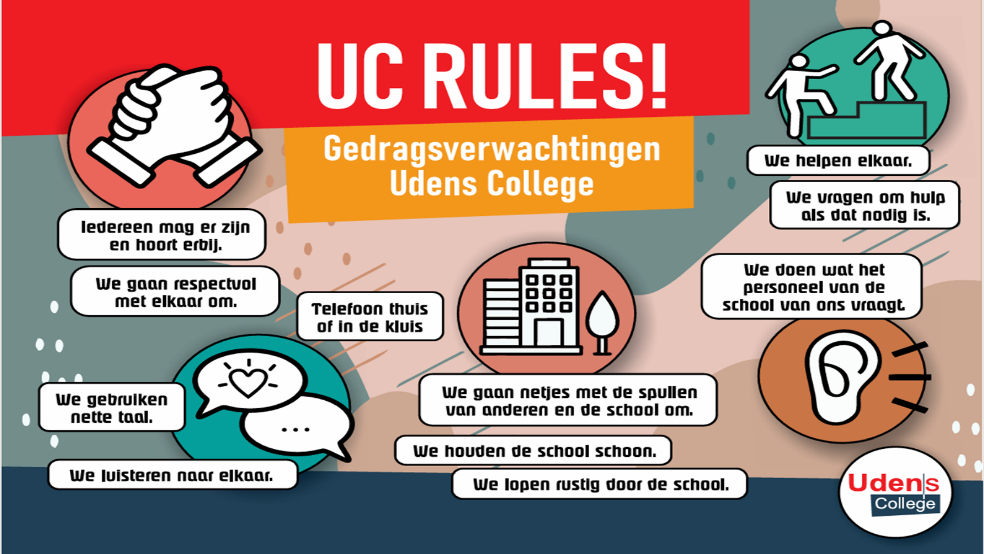 UC RULES!
Gedragsverwachtingen
Udens College
Iedereen mag er zijn
en hoort erbij.
We gaan respectvol
met elkaar om.
We helpen elkaar.
We vragen om hulp
als dat nodig is.
Telefoon thuis
of in de kluis
We doen wat het
personeel van de
school van ons vraagt.
We gebruiken
nette taal.
We luisteren naar elkaar.
...
We gaan netjes met de spullen
van anderen en de school om.
We houden de school schoon.
We lopen rustig door de school.
Udens
College